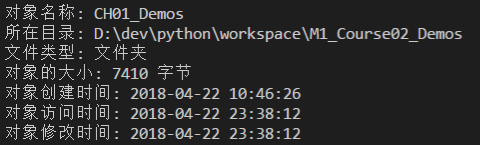 对象名称: CH01_Demos
所在目录: D:\dev\python\workspace\M1_Course02_Demos
文件类型: 文件夹
对象的大小: 7410 字节
对象创建时间: 2018-04-22 10:46:26
对象访问时间: 2018-04-22 23:38:12
对象修改时间: 2018-04-22 23:38:12